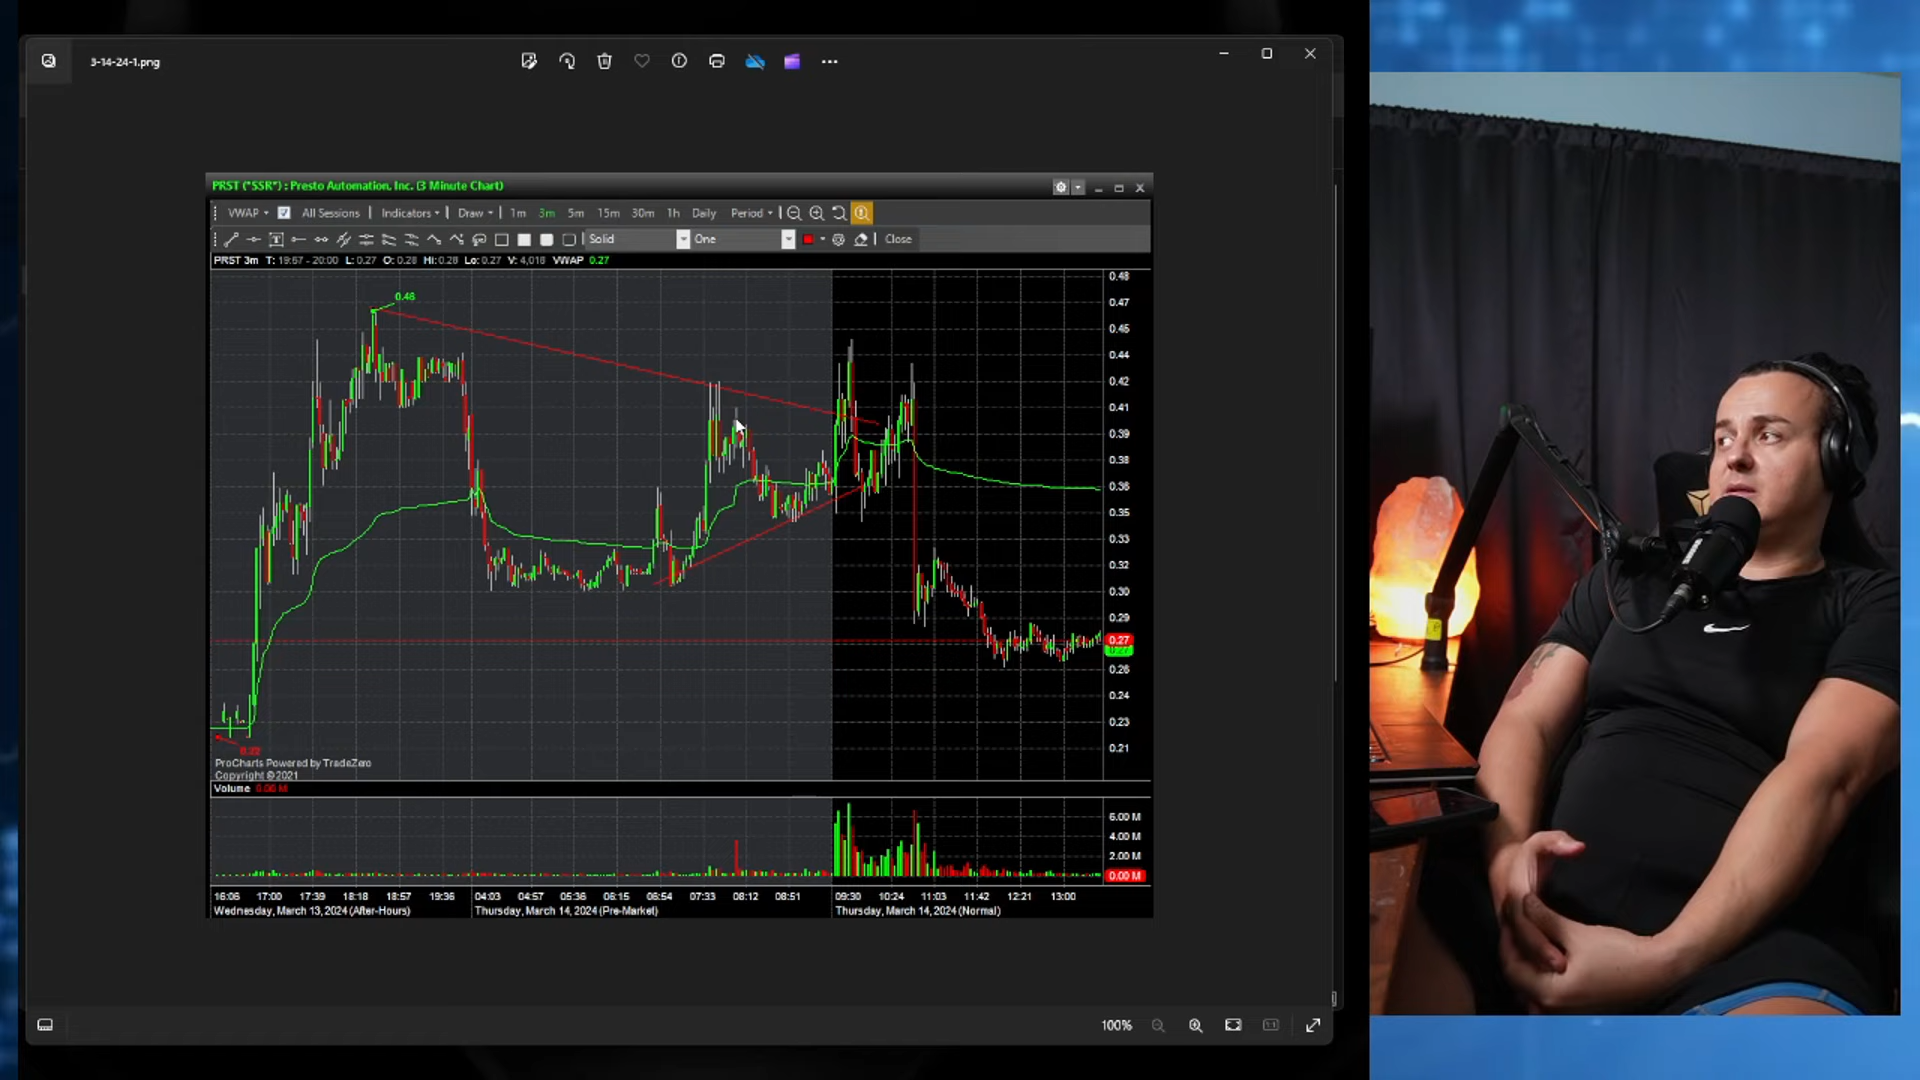 3-14-24-1.png
PRST ("SSR") : Presto Automation, Inc. (3 Minute Chart)
VWAP All Sessions Indicators Draw 1m 3m 5m 15m 30m 1h Daily Period
Solid One Close
PRST 3m T: 19:57 - 20:00 L: 0.27 O: 0.28 Hi: 0.28 Lo: 0.27 V: 4,018 VWAP 0.27
0.48
0.46
0.47
0.45
0.44
0.42
0.41
0.39
0.38
0.36
0.35
0.33
0.32
0.30
0.29
0.27
0.27
0.26
0.24
0.23
0.22
0.21
ProCharts Powered by TradeZero
Copyright @2021
Volume 0.00 M
6.00 M
4.00 M
2.00 M
0.00 M
16:06 17:00 17:39 18:18 18:57 19:36 04:03 04:57 05:36 06:15 06:54 07:33 08:12 08:51 09:30 10:24 11:03 11:42 12:21 13:00
Wednesday, March 13, 2024 (After-Hours) Thursday, March 14, 2024 (Pre-Market) Thursday, March 14, 2024 (Normal)
100%